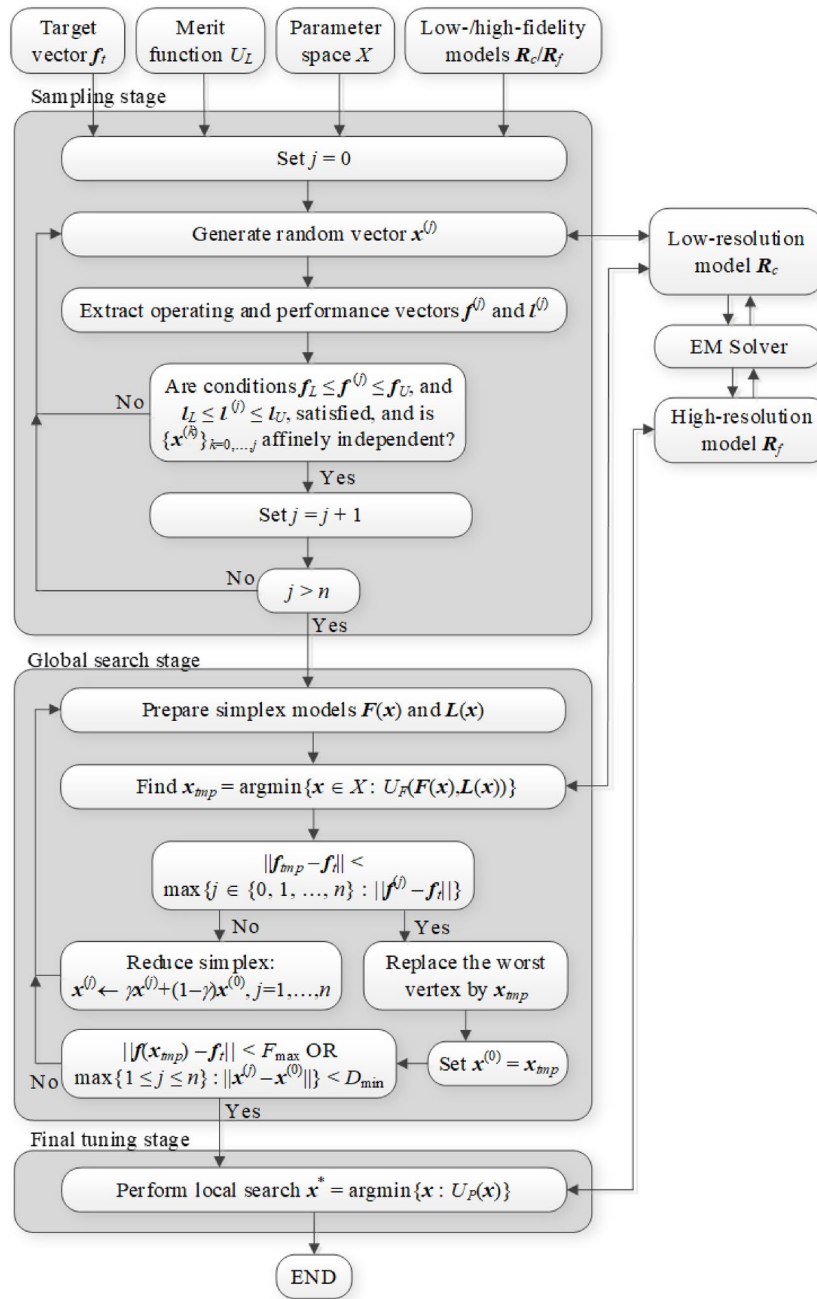 Target
vector f_t
Merit
function U_L
Parameter
space X
Low-/high-fidelity
models R_c/R_f
Sampling stage
Set j = 0
Generate random vector x^(j)
Low-resolution
model R_c
Extract operating and performance vectors f^(j) and l^(j)
EM Solver
Are conditions f_L ≤ f^(j) ≤ f_U, and
l_L ≤ l^(j) ≤ l_U, satisfied, and is
{x^(k)}_k=0,…,j affinely independent?
No
High-resolution
model R_f
Yes
Set j = j + 1
No
j > n
Yes
Global search stage
Prepare simplex models F(x) and L(x)
Find x_tmp = argmin{x ∈ X: U_F(F(x),L(x))}
||f_tmp – f_t|| <
max{j ∈ {0, 1, …, n} : ||f^(j) – f_t||}
No
Yes
Reduce simplex:
x^(j) ← γx^(j)+(1–γ)x^(0), j=1,…,n
Replace the worst
vertex by x_tmp
||f(x_tmp) – f_t|| < F_max OR
max{1 ≤ j ≤ n} : ||x^(j) – x^(0)||} < D_min
No
Set x^(0) = x_tmp
Yes
Final tuning stage
Perform local search x^* = argmin{x : U_P(x)}
END